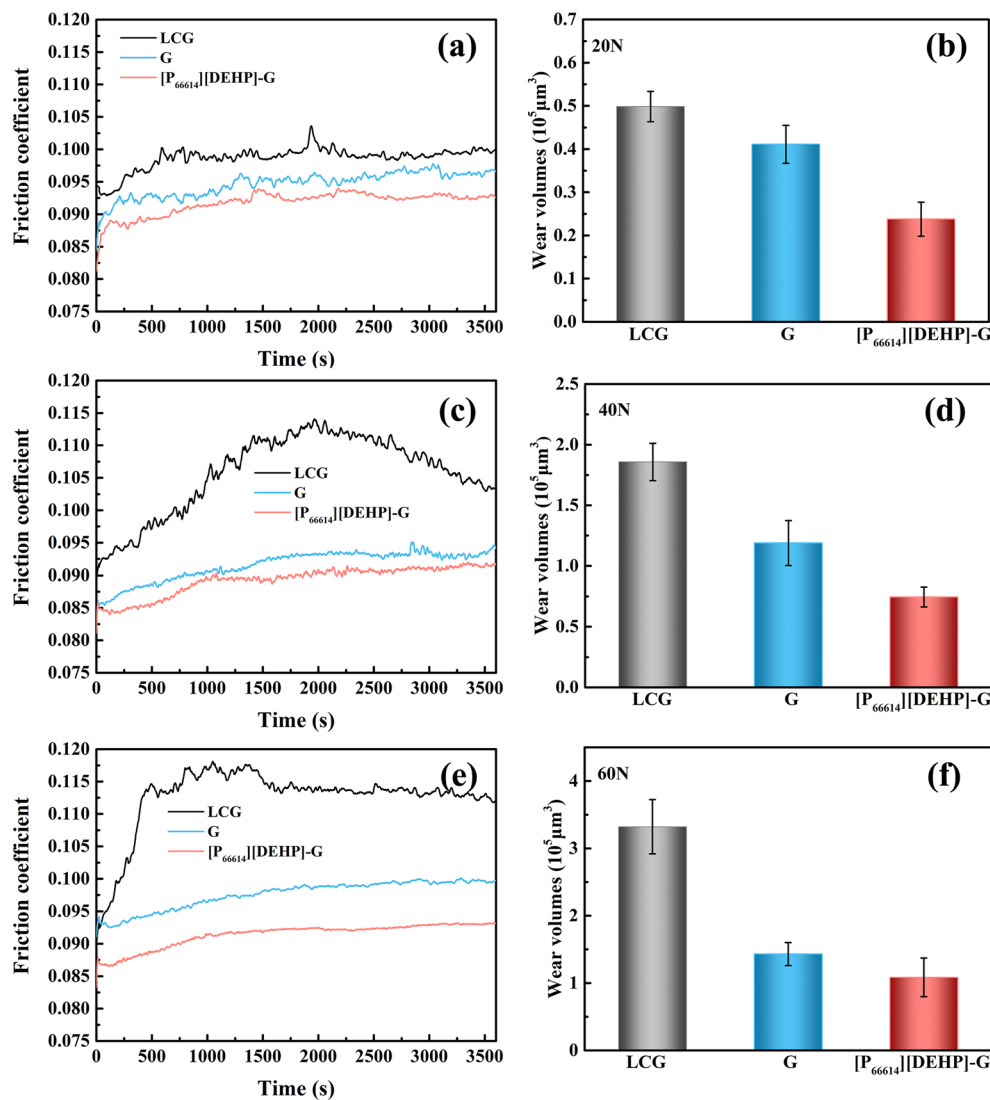 (a)
LCG
G
[P66614][DEHP]-G
Friction coefficient
0.120
0.115
0.110
0.105
0.100
0.095
0.090
0.085
0.080
0.075
0 500 1000 1500 2000 2500 3000 3500
Time (s)
(b)
20N
Wear volumes (10⁵μm³)
0.7
0.6
0.5
0.4
0.3
0.2
0.1
0.0
LCG G [P66614][DEHP]-G
(c)
LCG
G
[P66614][DEHP]-G
Friction coefficient
0.120
0.115
0.110
0.105
0.100
0.095
0.090
0.085
0.080
0.075
0 500 1000 1500 2000 2500 3000 3500
Time (s)
(d)
40N
Wear volumes (10⁵μm³)
2.5
2.0
1.5
1.0
0.5
0.0
LCG G [P66614][DEHP]-G
(e)
LCG
G
[P66614][DEHP]-G
Friction coefficient
0.120
0.115
0.110
0.105
0.100
0.095
0.090
0.085
0.080
0.075
0 500 1000 1500 2000 2500 3000 3500
Time (s)
(f)
60N
Wear volumes (10⁵μm³)
4
3
2
1
0
LCG G [P66614][DEHP]-G